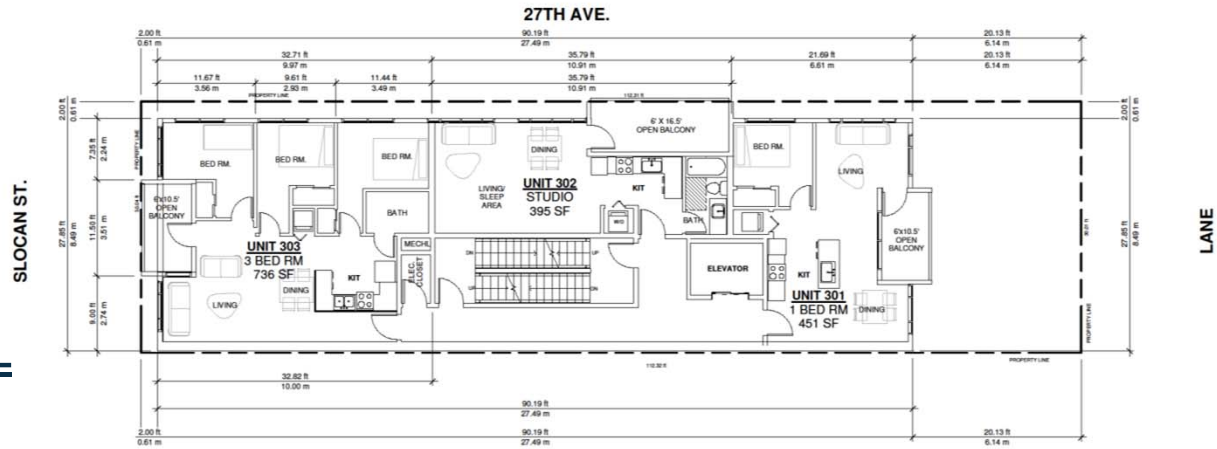 27TH AVE.
2.00 ft
0.61 m
90.19 ft
27.49 m
20.13 ft
6.14 m
32.71 ft
9.97 m
35.79 ft
10.91 m
21.69 ft
6.61 m
20.13 ft
6.14 m
11.67 ft
3.56 m
9.61 ft
2.93 m
11.44 ft
3.49 m
35.79 ft
10.91 m
PROPERTY LINE
2.00 ft
0.61 m
2.00 ft
0.61 m
6' X 16.5'
OPEN BALCONY
7.35 ft
2.24 m
PROPERTY LINE
BED RM.
BED RM.
BED RM.
DINING
BED RM.
LIVING
KIT
UNIT 302
STUDIO
395 SF
LIVING/
SLEEP
AREA
SLOCAN ST.
27.85 ft
8.49 m
11.50 ft
3.51 m
6'x10.5'
OPEN
BALCONY
BATH
W/D
BATH
6'x10.5'
OPEN
BALCONY
27.85 ft
8.49 m
LANE
UNIT 303
3 BED RM
736 SF
MECHL
ELEC.
CLOSET
DN
UP
UP
DN
ELEVATOR
KIT
DINING
KIT
9.00 ft
2.74 m
LIVING
UNIT 301
1 BED RM
451 SF
DINING
PROPERTY LINE
PROPERTY LINE
32.82 ft
10.00 m
90.19 ft
27.49 m
2.00 ft
0.61 m
90.19 ft
27.49 m
20.13 ft
6.14 m